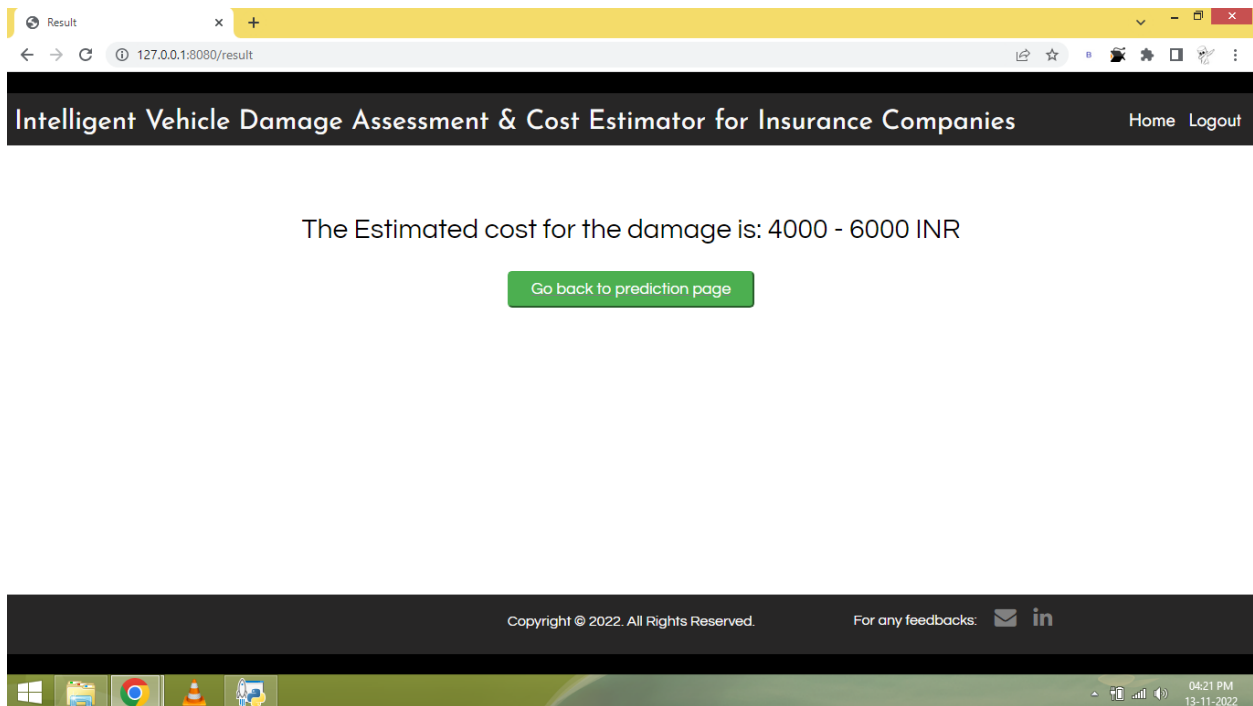 Result
127.0.0.1:8080/result
B
Intelligent Vehicle Damage Assessment & Cost Estimator for Insurance Companies
Home Logout
The Estimated cost for the damage is: 4000 - 6000 INR
Go back to prediction page
Copyright © 2022. All Rights Reserved.
For any feedbacks:
in
04:21 PM
13-11-2022